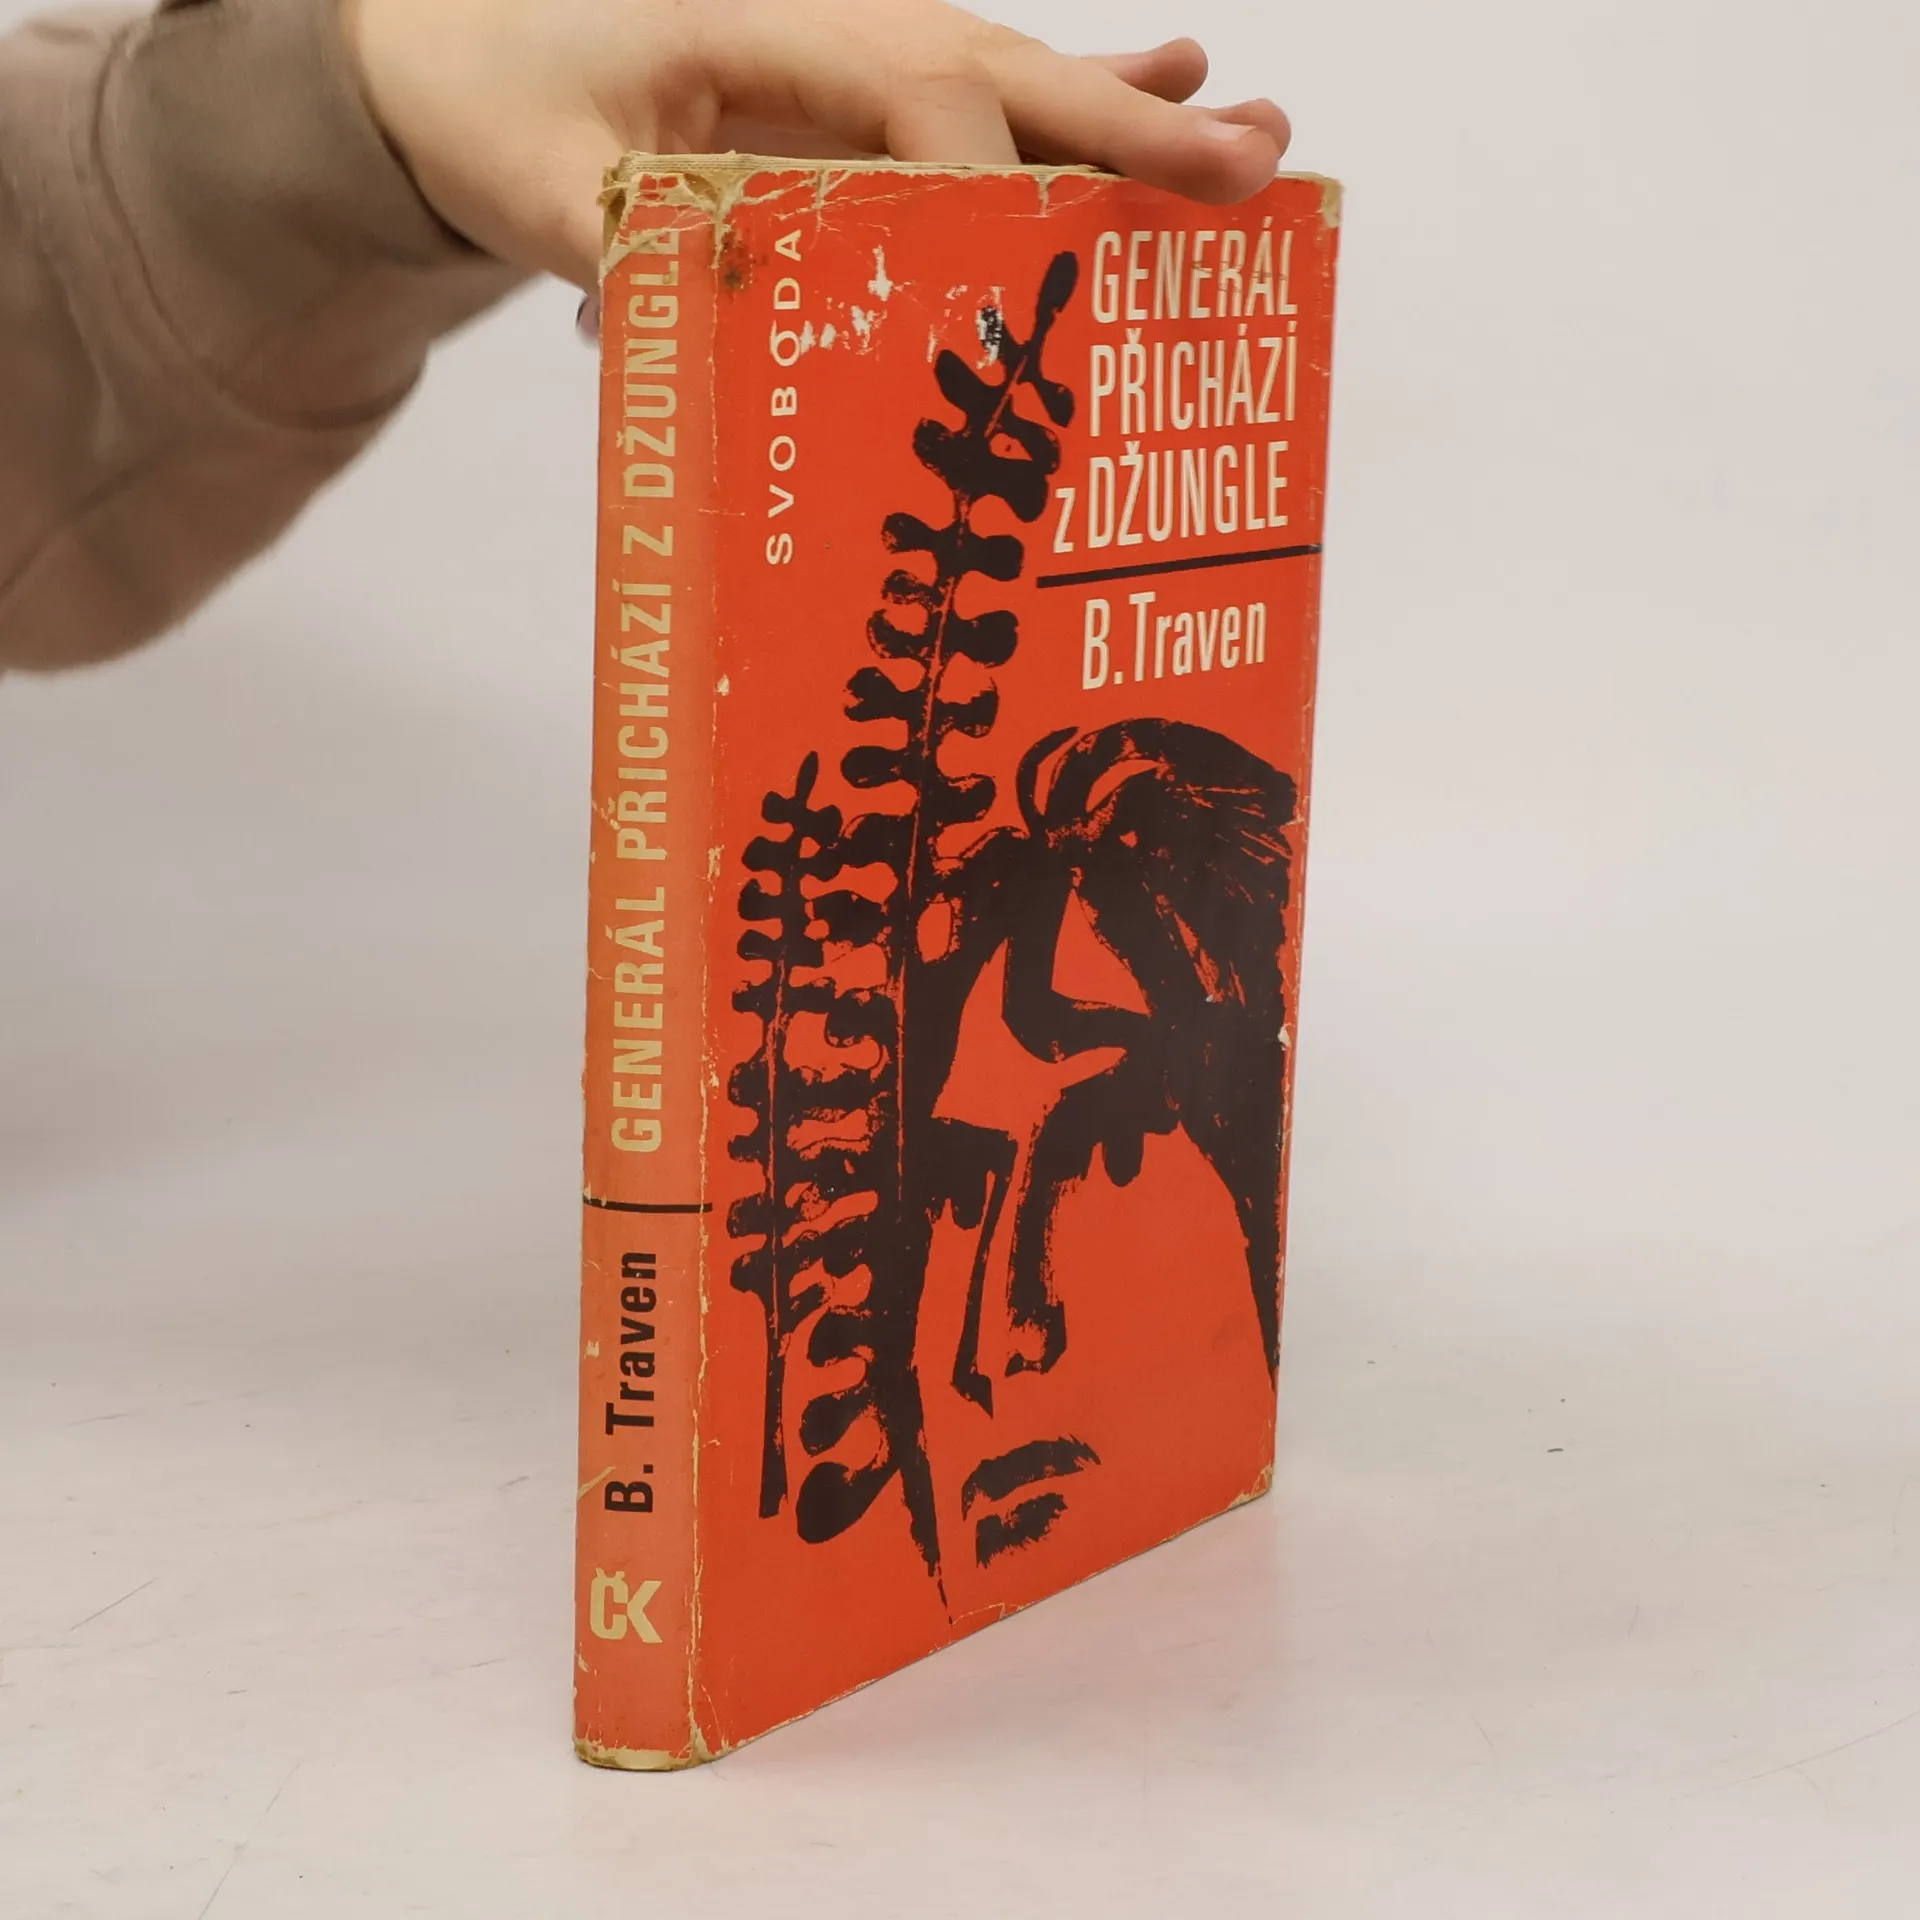 GENERÁL PŘICHÁZÍ Z DŽUNGLE
B. Traven
ČK
SVOBODA
GENERÁL
PŘICHÁZÍ
z DŽUNGLE
B. Traven